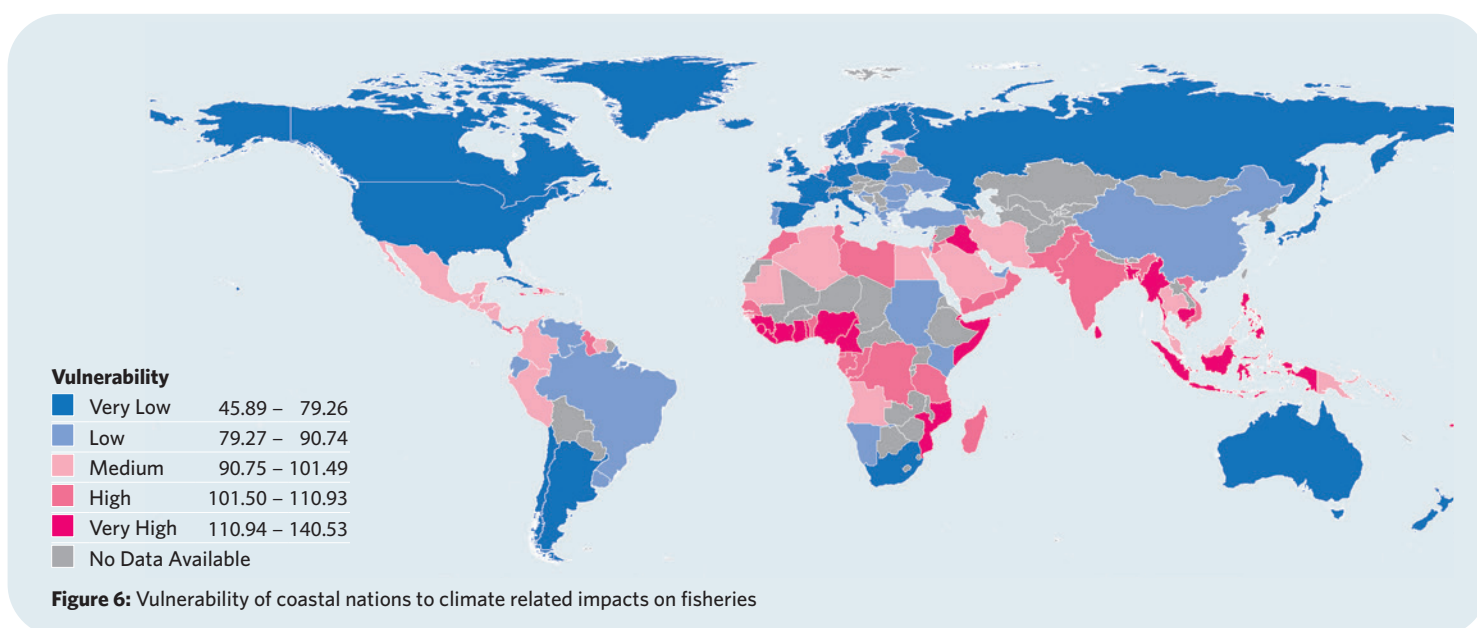 Vulnerability
Very Low 45.89 – 79.26
Low 79.27 – 90.74
Medium 90.75 – 101.49
High 101.50 – 110.93
Very High 110.94 – 140.53
No Data Available
Figure 6: Vulnerability of coastal nations to climate related impacts on fisheries